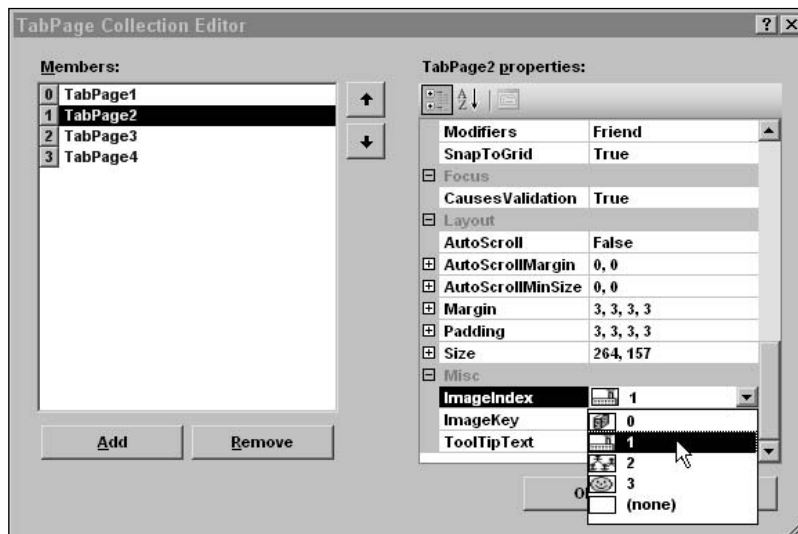 TabPage Collection Editor
? X
Members:
0 TabPage1
1 TabPage2
2 TabPage3
3 TabPage4
Add
Remove
TabPage2 properties:
A
Z
Modifiers Friend
SnapToGrid True
Focus
CausesValidation True
Layout
AutoScroll False
AutoScrollMargin 0, 0
AutoScrollMinSize 0, 0
Margin 3, 3, 3, 3
Padding 3, 3, 3, 3
Size 264, 157
Misc
ImageIndex 1
ImageKey
ToolTipText
0
1
2
3
(none)